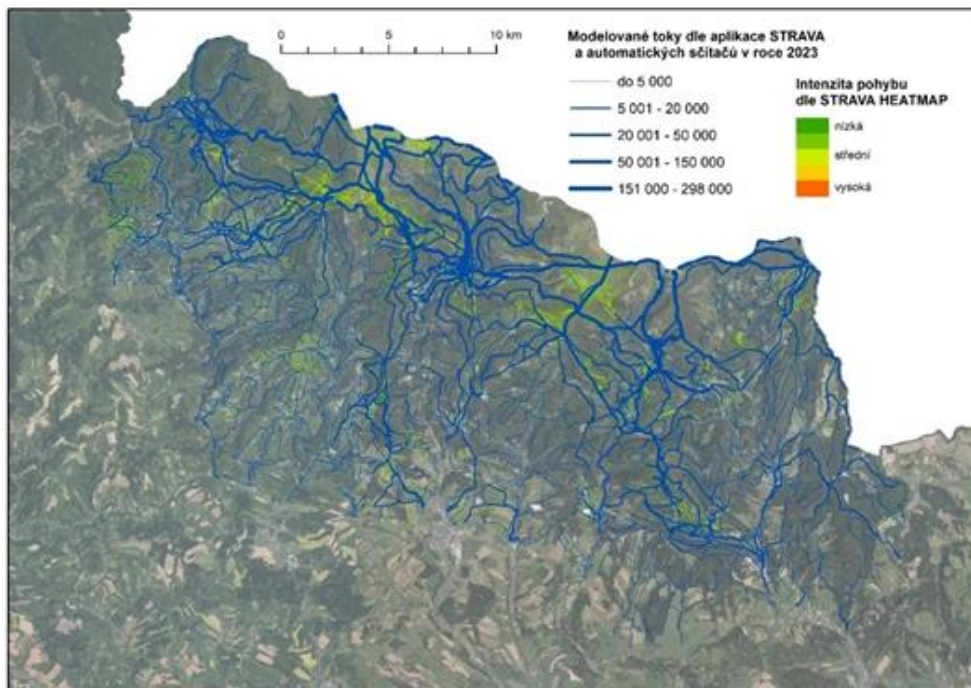 0 5 10 km
Modelované toky dle aplikace STRAVA
a automatických sčítačů v roce 2023
do 5 000
5 001 - 20 000
20 001 - 50 000
50 001 - 150 000
151 000 - 298 000
Intenzita pohybu
dle STRAVA HEATMAP
nízká
střední
vysoká